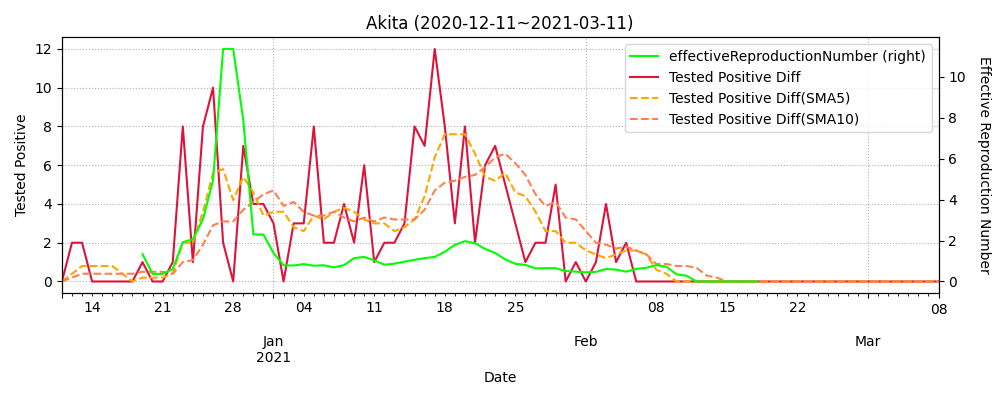 Akita (2020-12-11~2021-03-11)
effectiveReproductionNumber (right)
Tested Positive Diff
Tested Positive Diff(SMA5)
Tested Positive Diff(SMA10)
Tested Positive
12
10
8
6
4
2
0
10
8
6
4
2
0
Effective Reproduction Number
14 21 28 04 11 18 25 08 15 22 08
Jan Feb Mar
2021
Date